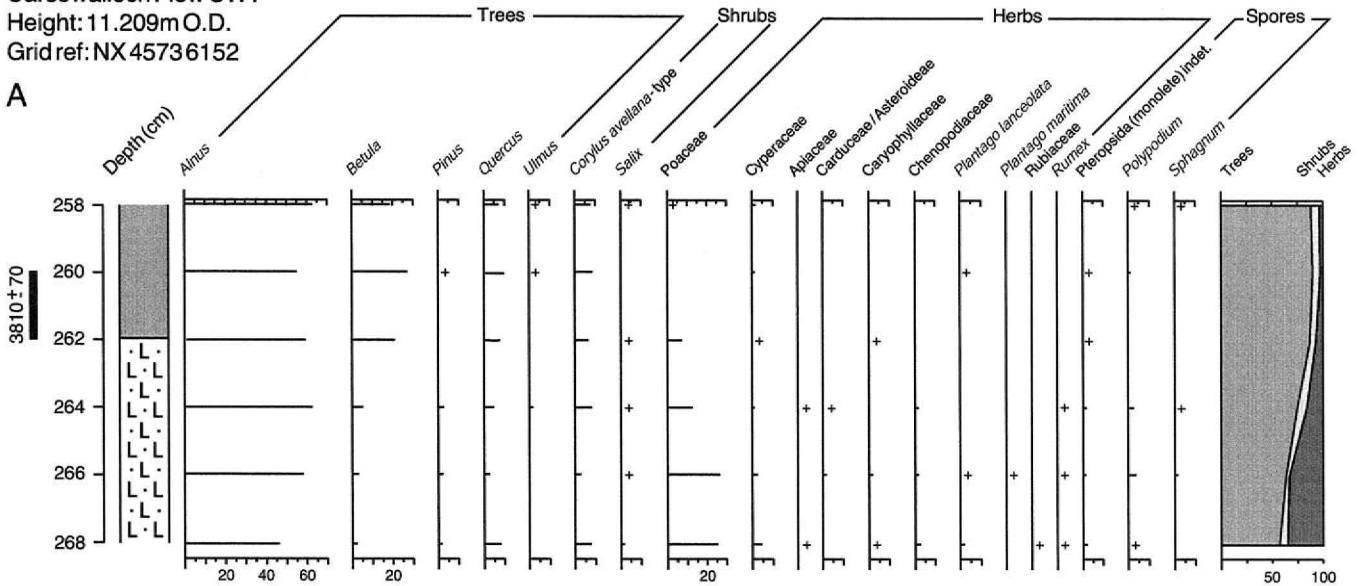 Height: 11.209m O.D.
Grid ref: NX 4573 6152
A
Trees Shrubs Herbs Spores
Depth (cm)
Alnus
Betula
Pinus
Quercus
Ulmus
Corylus avellana-type
Salix
Poaceae
Cyperaceae
Apiaceae
Carduceae / Asteroideae
Caryophyllaceae
Chenopodiaceae
Plantago lanceolata
Plantago maritima
Rubiaceae
Rumex
Pteropsida (monolete) indet.
Polypodium
Sphagnum
Trees
Shrubs
Herbs
258
260
3810 ± 70
262
264
266
268
20 40 60 20 20 50 100